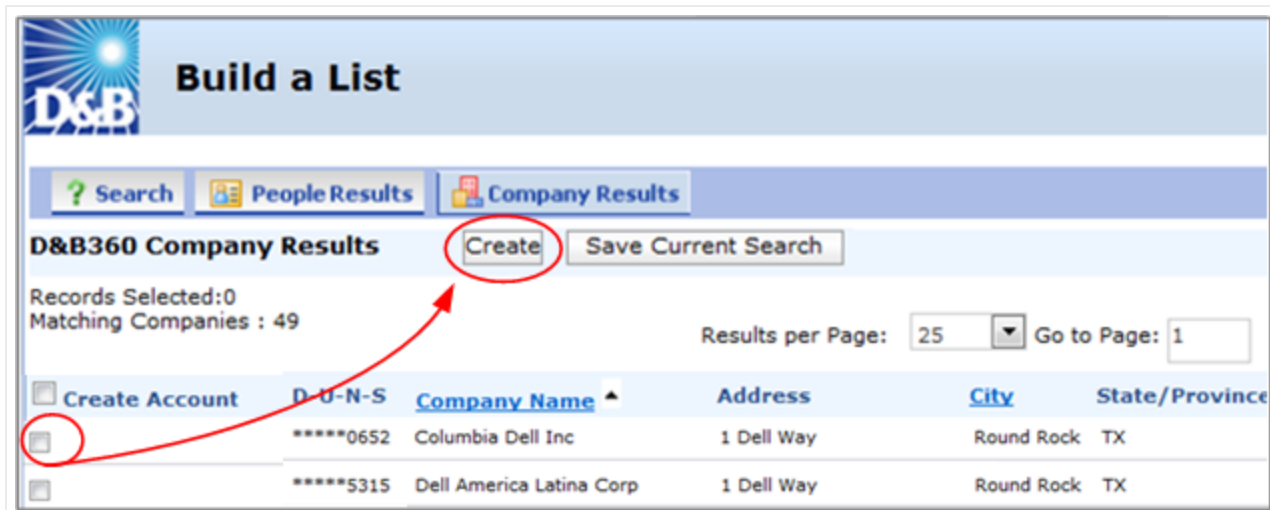 D&B
Build a List
? Search People Results Company Results
D&B360 Company Results Create Save Current Search
Records Selected:0
Matching Companies : 49
Results per Page: 25 Go to Page: 1
Create Account D-U-N-S Company Name Address City State/Province
*****0652 Columbia Dell Inc 1 Dell Way Round Rock TX
*****5315 Dell America Latina Corp 1 Dell Way Round Rock TX